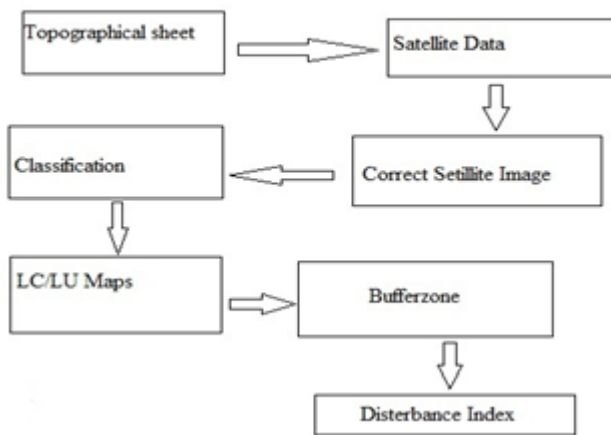 Topographical sheet
Satellite Data
Correct Setillite Image
Classification
LC/LU Maps
Bufferzone
Disterbance Index